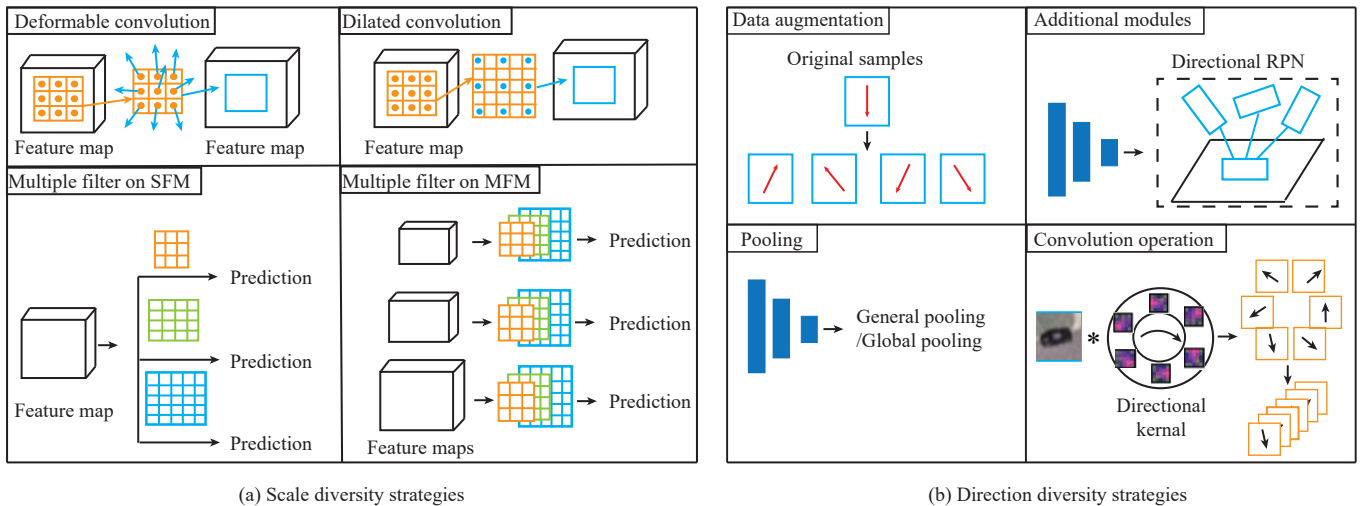 Deformable convolution
Feature map
Feature map
Dilated convolution
Feature map
Multiple filter on SFM
Prediction
Prediction
Feature map
Prediction
Multiple filter on MFM
Prediction
Prediction
Prediction
Feature maps
(a) Scale diversity strategies
Data augmentation
Original samples
Additional modules
Directional RPN
Pooling
General pooling
/Global pooling
Convolution operation
*
Directional
kernal
(b) Direction diversity strategies